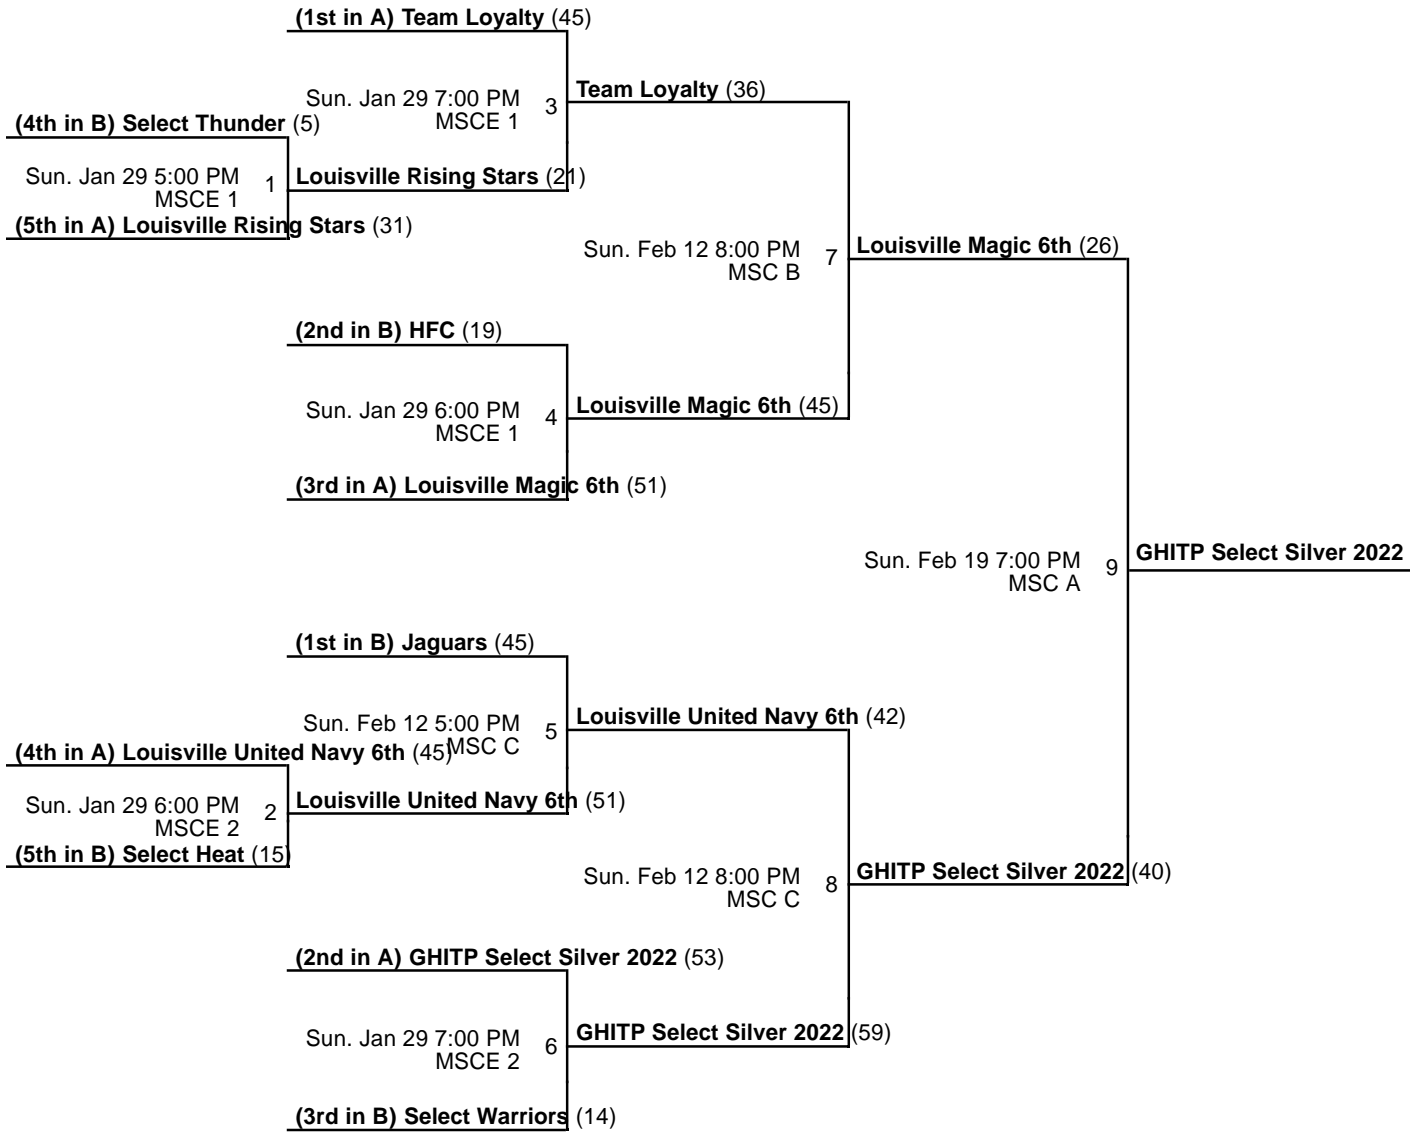 (1st in A) Team Loyalty (45)
Sun. Jan 29 7:00 PM
MSCE 1
3
Team Loyalty (36)
(4th in B) Select Thunder (5)
Sun. Jan 29 5:00 PM
MSCE 1
1
Louisville Rising Stars (21)
(5th in A) Louisville Rising Stars (31)
Sun. Feb 12 8:00 PM
MSC B
7
Louisville Magic 6th (26)
(2nd in B) HFC (19)
Sun. Jan 29 6:00 PM
MSCE 1
4
Louisville Magic 6th (45)
(3rd in A) Louisville Magic 6th (51)
Sun. Feb 19 7:00 PM
MSC A
9
GHITP Select Silver 2022
(1st in B) Jaguars (45)
Sun. Feb 12 5:00 PM
MSC C
5
Louisville United Navy 6th (42)
(4th in A) Louisville United Navy 6th (45)
Sun. Jan 29 6:00 PM
MSCE 2
2
Louisville United Navy 6th (51)
(5th in B) Select Heat (15)
Sun. Feb 12 8:00 PM
MSC C
8
GHITP Select Silver 2022 (40)
(2nd in A) GHITP Select Silver 2022 (53)
Sun. Jan 29 7:00 PM
MSCE 2
6
GHITP Select Silver 2022 (59)
(3rd in B) Select Warriors (14)